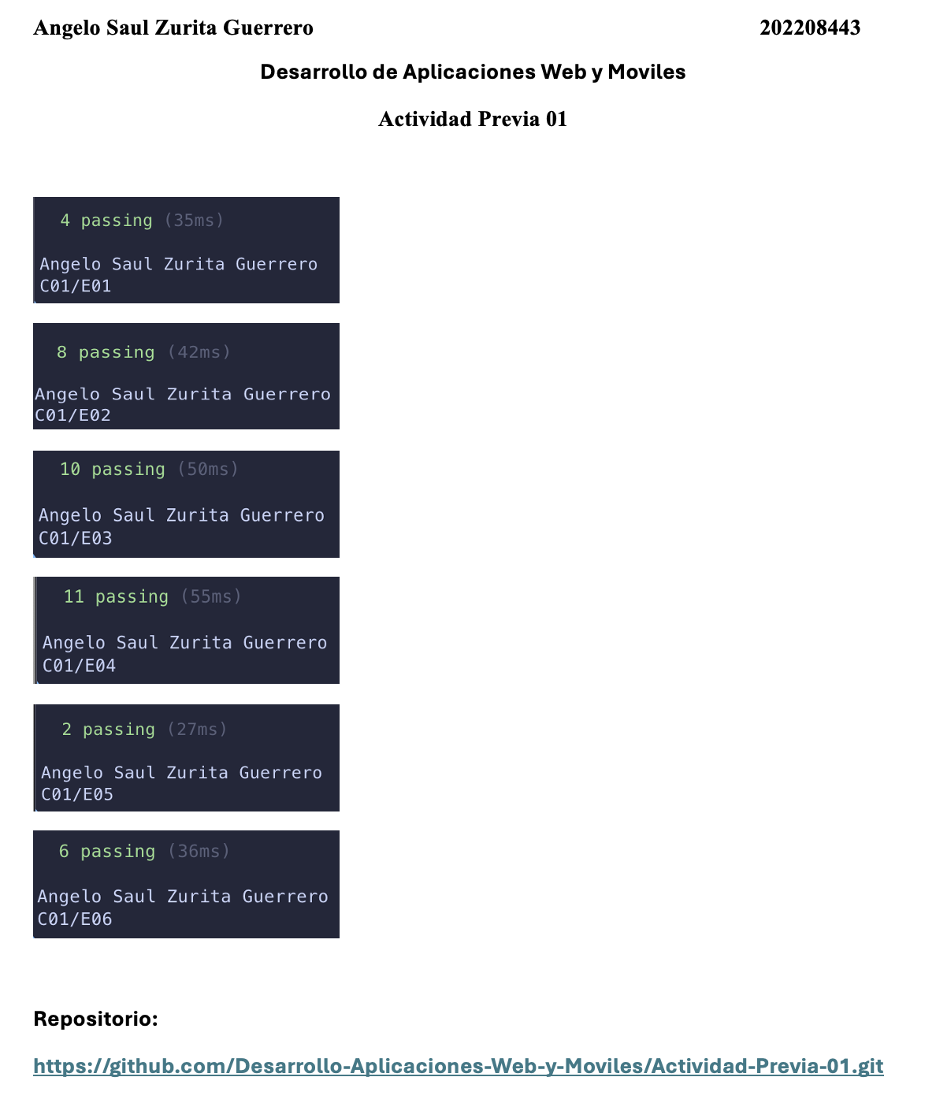 Angelo Saul Zurita Guerrero 202208443
Desarrollo de Aplicaciones Web y Moviles
Actividad Previa 01
4 passing (35ms)
Angelo Saul Zurita Guerrero
C01/E01
8 passing (42ms)
Angelo Saul Zurita Guerrero
C01/E02
10 passing (50ms)
Angelo Saul Zurita Guerrero
C01/E03
11 passing (55ms)
Angelo Saul Zurita Guerrero
C01/E04
2 passing (27ms)
Angelo Saul Zurita Guerrero
C01/E05
6 passing (36ms)
Angelo Saul Zurita Guerrero
C01/E06
Repositorio:
https://github.com/Desarrollo-Aplicaciones-Web-y-Moviles/Actividad-Previa-01.git